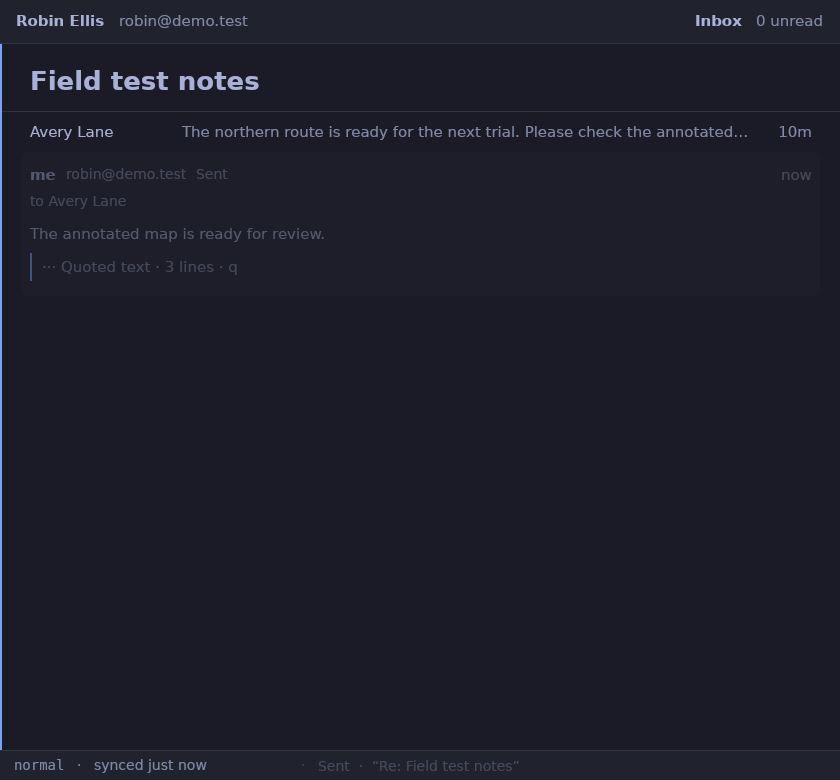 Robin Ellis robin@demo.test Inbox 0 unread
Field test notes
Avery Lane The northern route is ready for the next trial. Please check the annotated… 10m
me robin@demo.test Sent now
to Avery Lane
The annotated map is ready for review.
··· Quoted text · 3 lines · q
normal · synced just now · Sent · “Re: Field test notes”